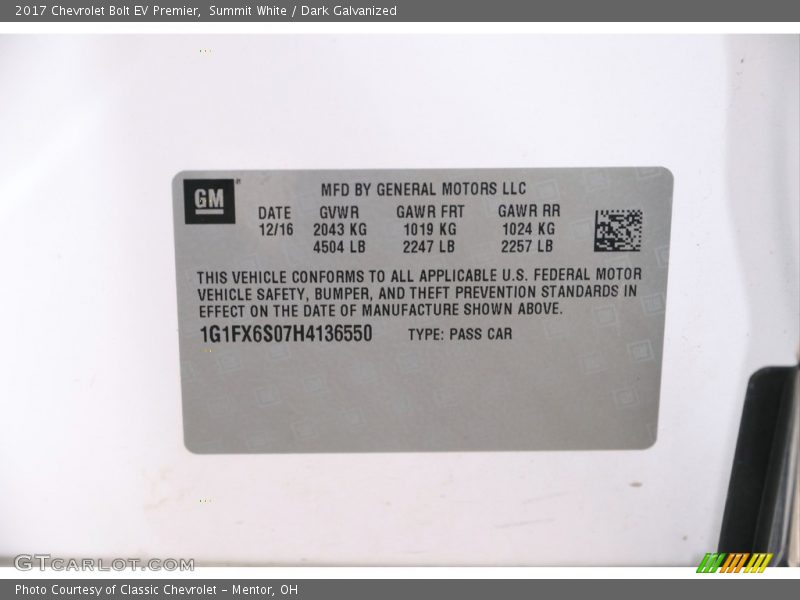 2017 Chevrolet Bolt EV Premier, Summit White / Dark Galvanized
GM
MFD BY GENERAL MOTORS LLC
DATE GVWR GAWR FRT GAWR RR
12/16 2043 KG 1019 KG 1024 KG
4504 LB 2247 LB 2257 LB
THIS VEHICLE CONFORMS TO ALL APPLICABLE U.S. FEDERAL MOTOR
VEHICLE SAFETY, BUMPER, AND THEFT PREVENTION STANDARDS IN
EFFECT ON THE DATE OF MANUFACTURE SHOWN ABOVE.
1G1FX6S07H4136550 TYPE: PASS CAR
GTCARLOT.COM
Photo Courtesy of Classic Chevrolet - Mentor, OH